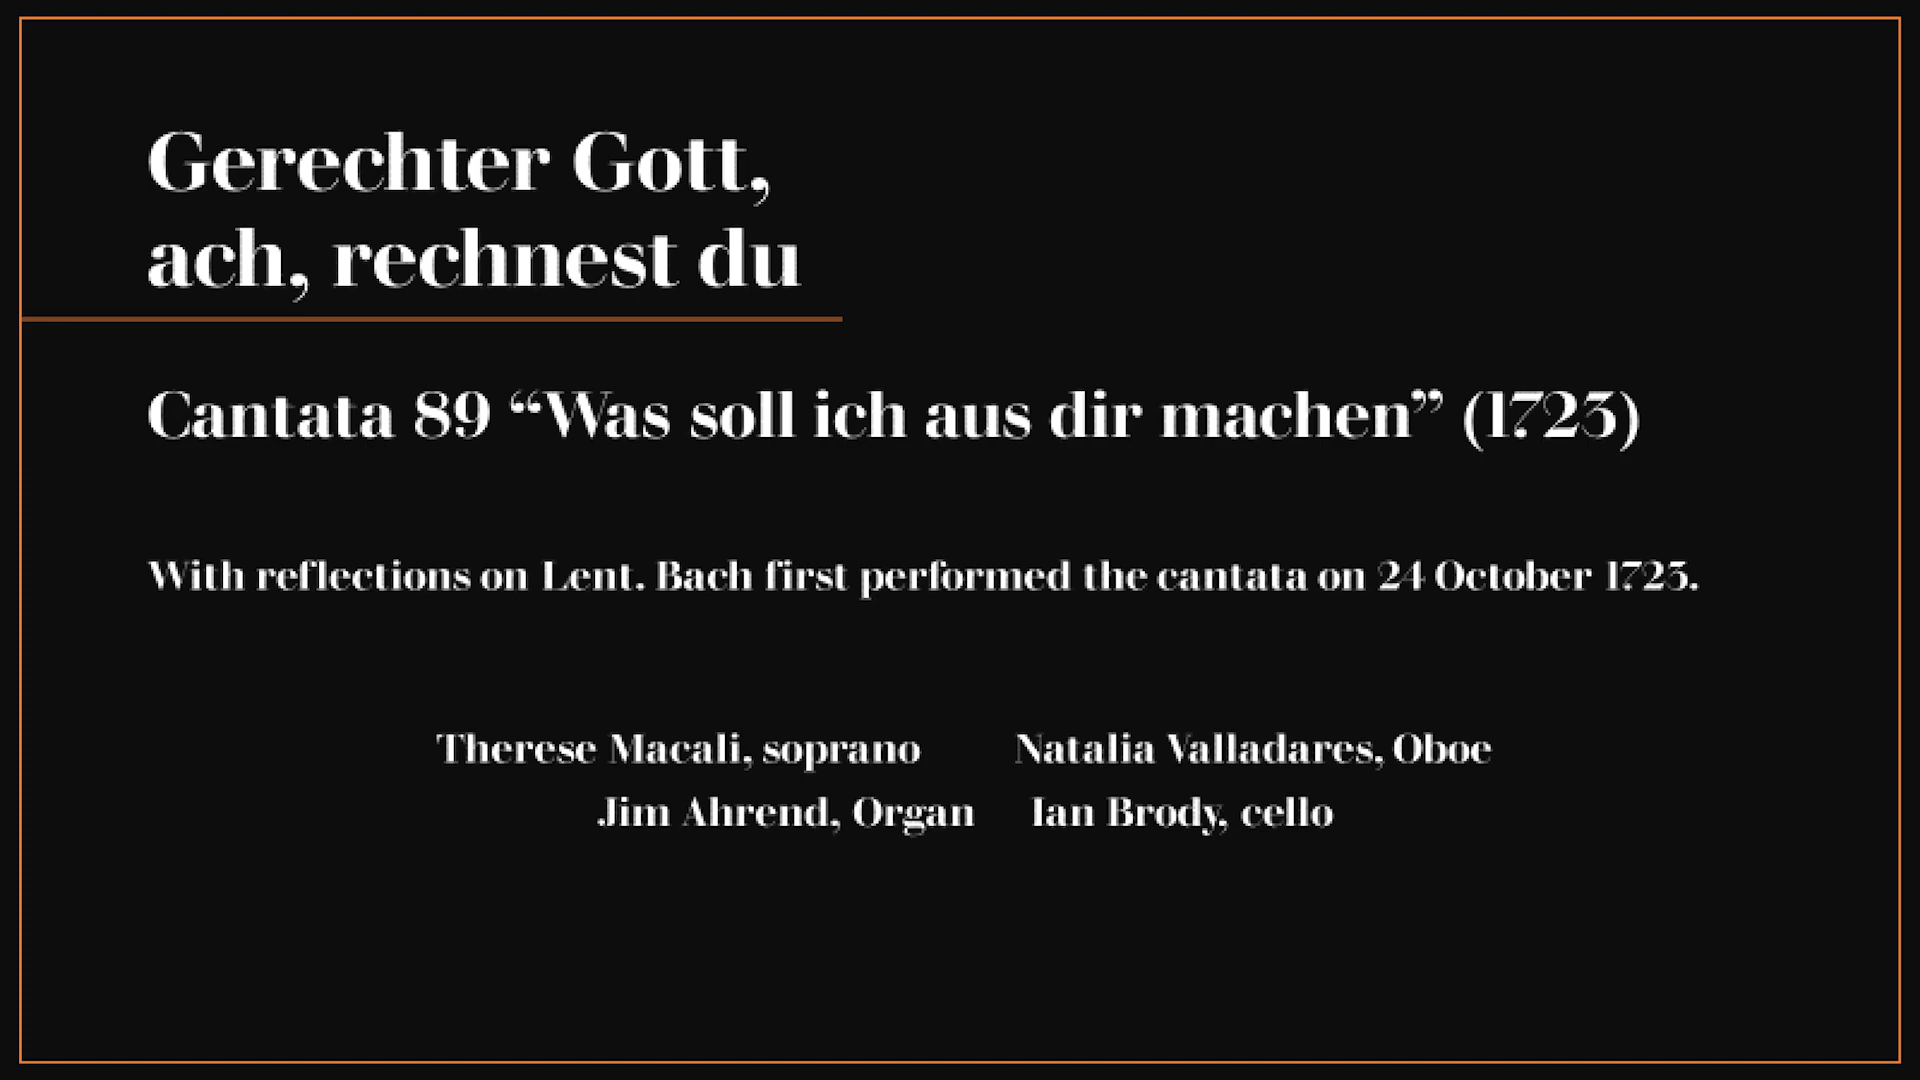 Gerechter Gott,
ach, rechnest du
Cantata 89 “Was soll ich aus dir machen” (1723)
With reflections on Lent. Bach first performed the cantata on 24 October 1723.
Therese Macali, soprano Natalia Valladares, Oboe
Jim Ahrend, Organ Ian Brody, cello